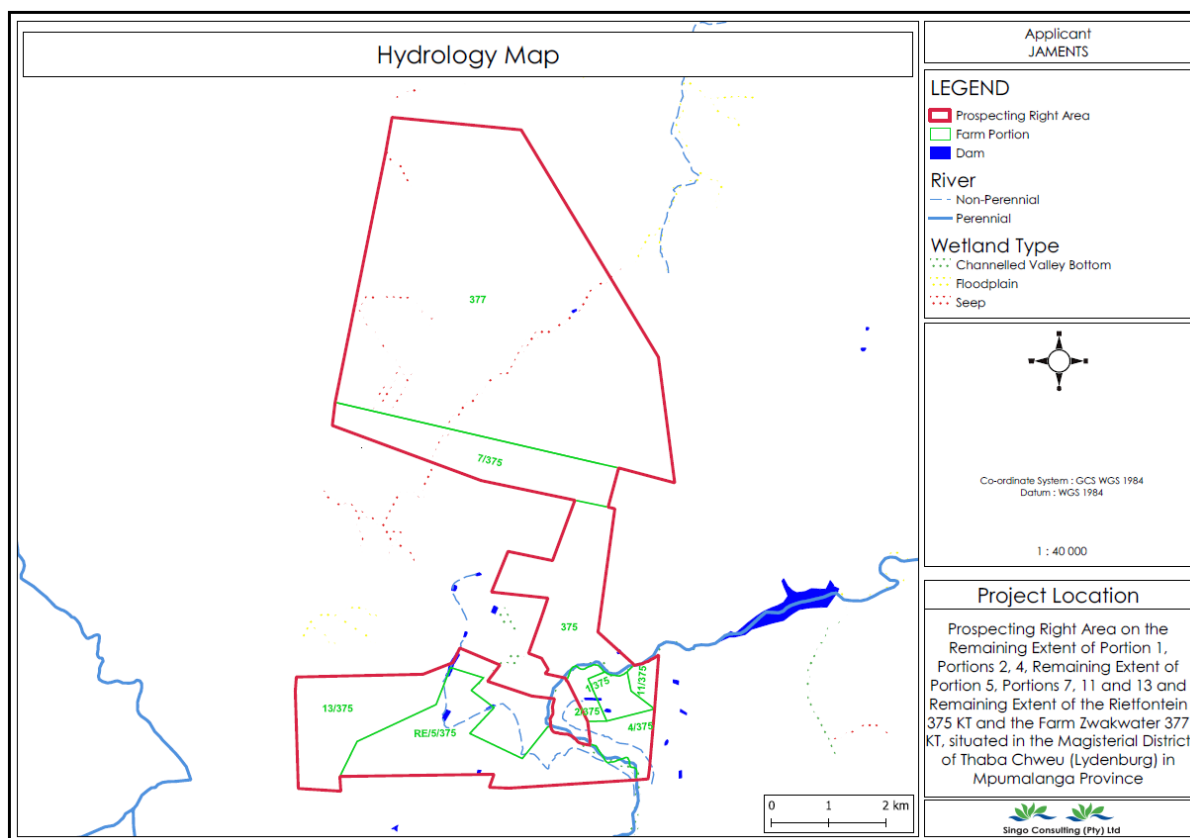 Hydrology Map
377
7/375
375
13/375
RE/5/375
1/375
11/375
2/375
4/375
0 1 2 km
Applicant
JAMENTS
LEGEND
Prospecting Right Area
Farm Portion
Dam
River
Non-Perennial
Perennial
Wetland Type
Channelled Valley Bottom
Floodplain
Seep
Co-ordinate System : GCS WGS 1984
Datum : WGS 1984
1 : 40 000
Project Location
Prospecting Right Area on the
Remaining Extent of Portion 1,
Portions 2, 4, Remaining Extent of
Portion 5, Portions 7, 11 and 13 and
Remaining Extent of the Rietfontein
375 KT and the Farm Zwakwater 377
KT, situated in the Magisterial District
of Thaba Chweu (Lydenburg) in
Mpumalanga Province
Singo Consulting (Pty) Ltd